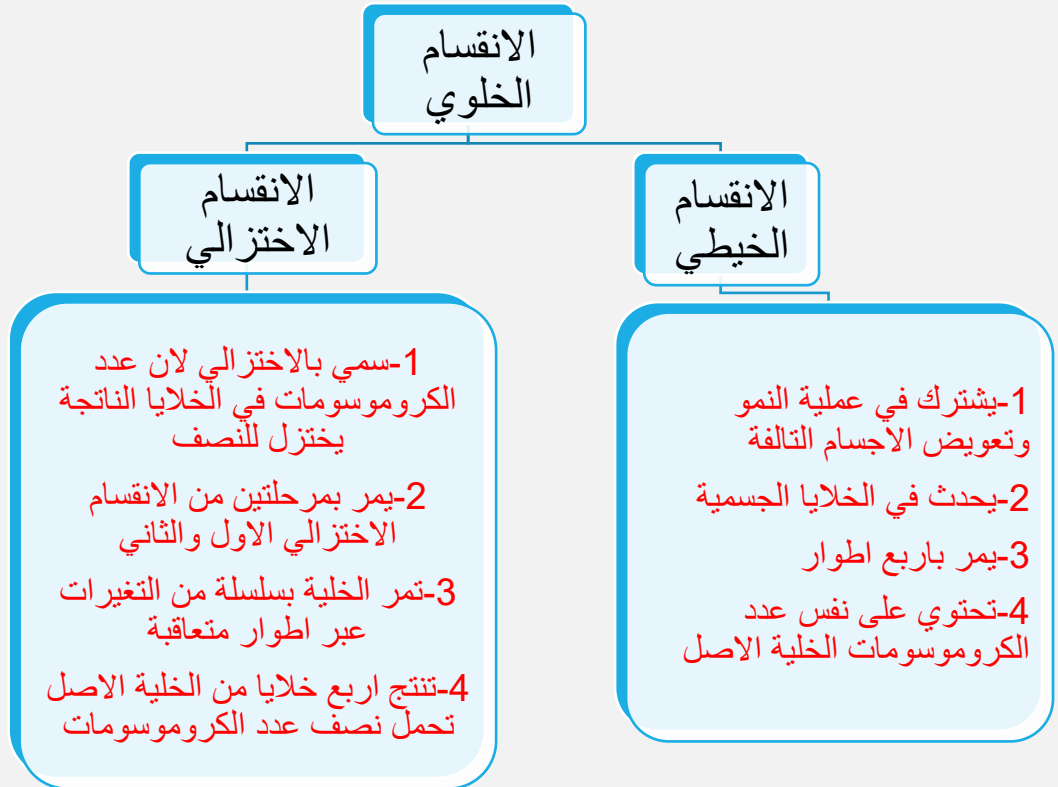 الانقسام
الخلوي
الانقسام
الخيطي
1-يشترك في عملية النمو
وتعويض الاجسام التالفة
2-يحدث في الخلايا الجسمية
3-يمر باربع اطوار
4-تحتوي على نفس عدد
الكروموسومات الخلية الاصل
الانقسام
الاختزالي
1-سمي بالاختزالي لان عدد
الكروموسومات في الخلايا الناتجة
يختزل للنصف
2-يمر بمرحلتين من الانقسام
الاختزالي الاول والثاني
3-تمر الخلية بسلسلة من التغيرات
عبر اطوار متعاقبة
4-تنتج اربع خلايا من الخلية الاصل
تحمل نصف عدد الكروموسومات